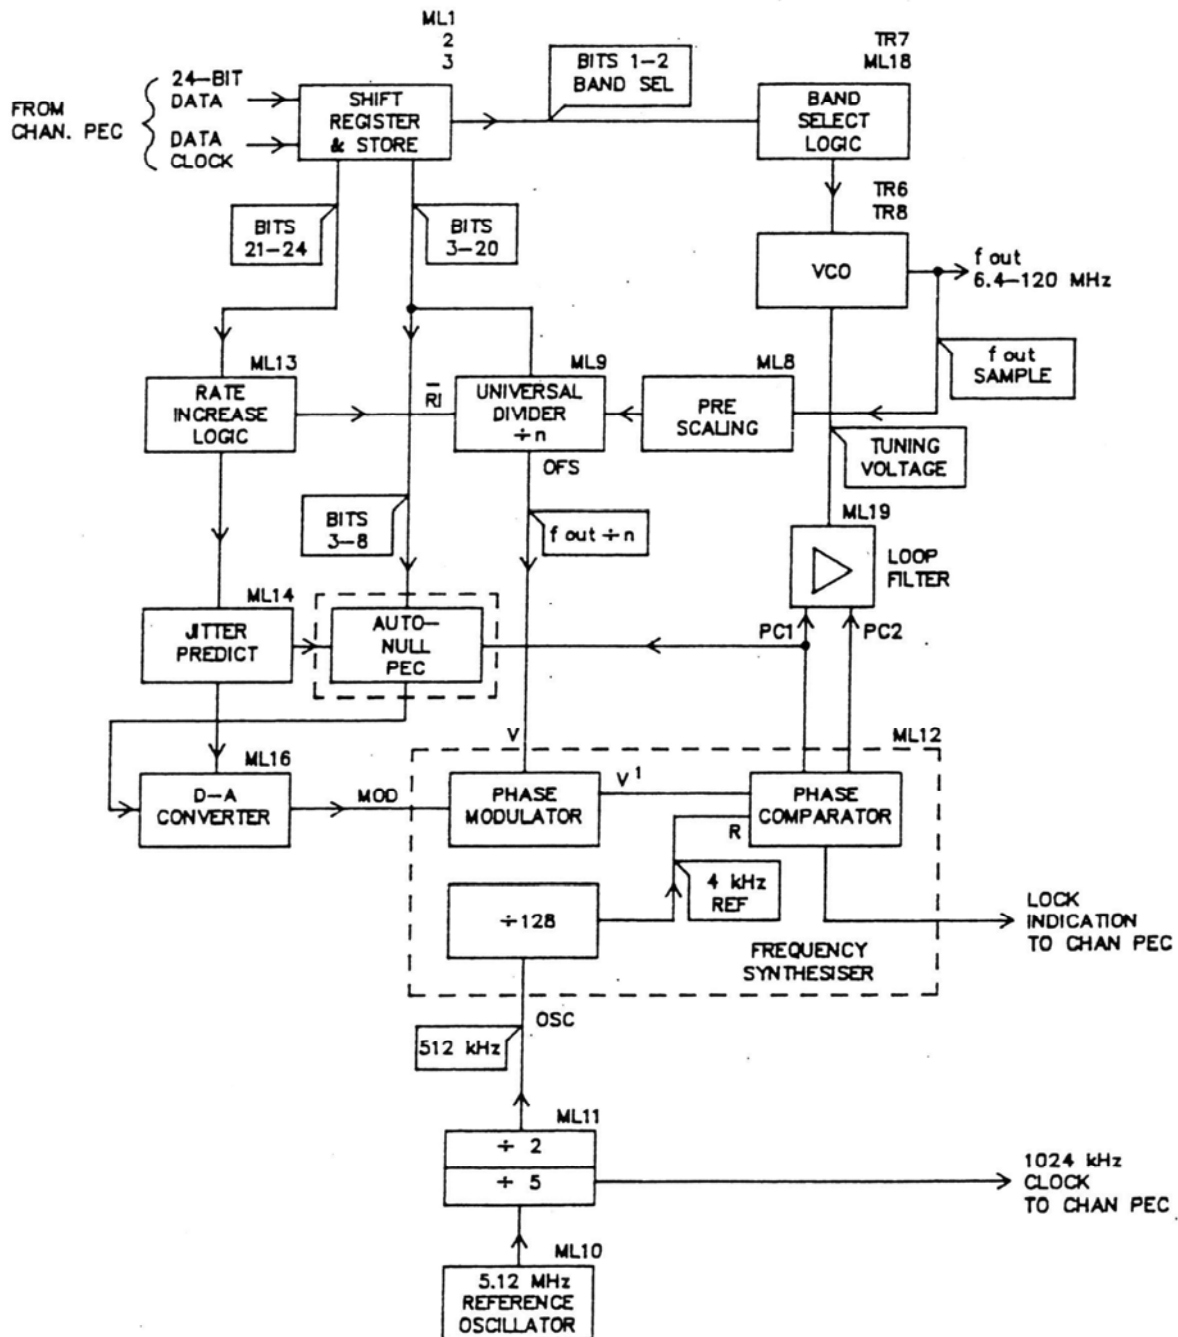 ML1
2
3
24-BIT
DATA
DATA
CLOCK
FROM
CHAN. PEC
SHIFT
REGISTER
& STORE
BITS 1-2
BAND SEL
TR7
ML18
BAND
SELECT
LOGIC
BITS
21-24
BITS
3-20
TR6
TR8
VCO
f out
6.4-120 MHz
f out
SAMPLE
ML13
RATE
INCREASE
LOGIC
R̅I̅
ML9
UNIVERSAL
DIVIDER
÷n
OFS
ML8
PRE
SCALING
TUNING
VOLTAGE
BITS
3-8
f out ÷ n
ML19
LOOP
FILTER
ML14
JITTER
PREDICT
AUTO-
NULL
PEC
PC1
PC2
V
ML12
ML16
D-A
CONVERTER
MOD
PHASE
MODULATOR
V¹
PHASE
COMPARATOR
R
4 kHz
REF
÷128
FREQUENCY
SYNTHESISER
LOCK
INDICATION
TO CHAN PEC
OSC
512 kHz
ML11
÷ 2
÷ 5
1024 kHz
CLOCK
TO CHAN PEC
ML10
5.12 MHz
REFERENCE
OSCILLATOR